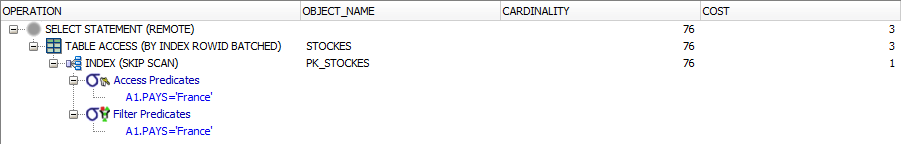 OPERATION OBJECT_NAME CARDINALITY COST
SELECT STATEMENT (REMOTE) 76 3
TABLE ACCESS (BY INDEX ROWID BATCHED) STOCKES 76 3
INDEX (SKIP SCAN) PK_STOCKES 76 1
Access Predicates
A1.PAYS='France'
Filter Predicates
A1.PAYS='France'